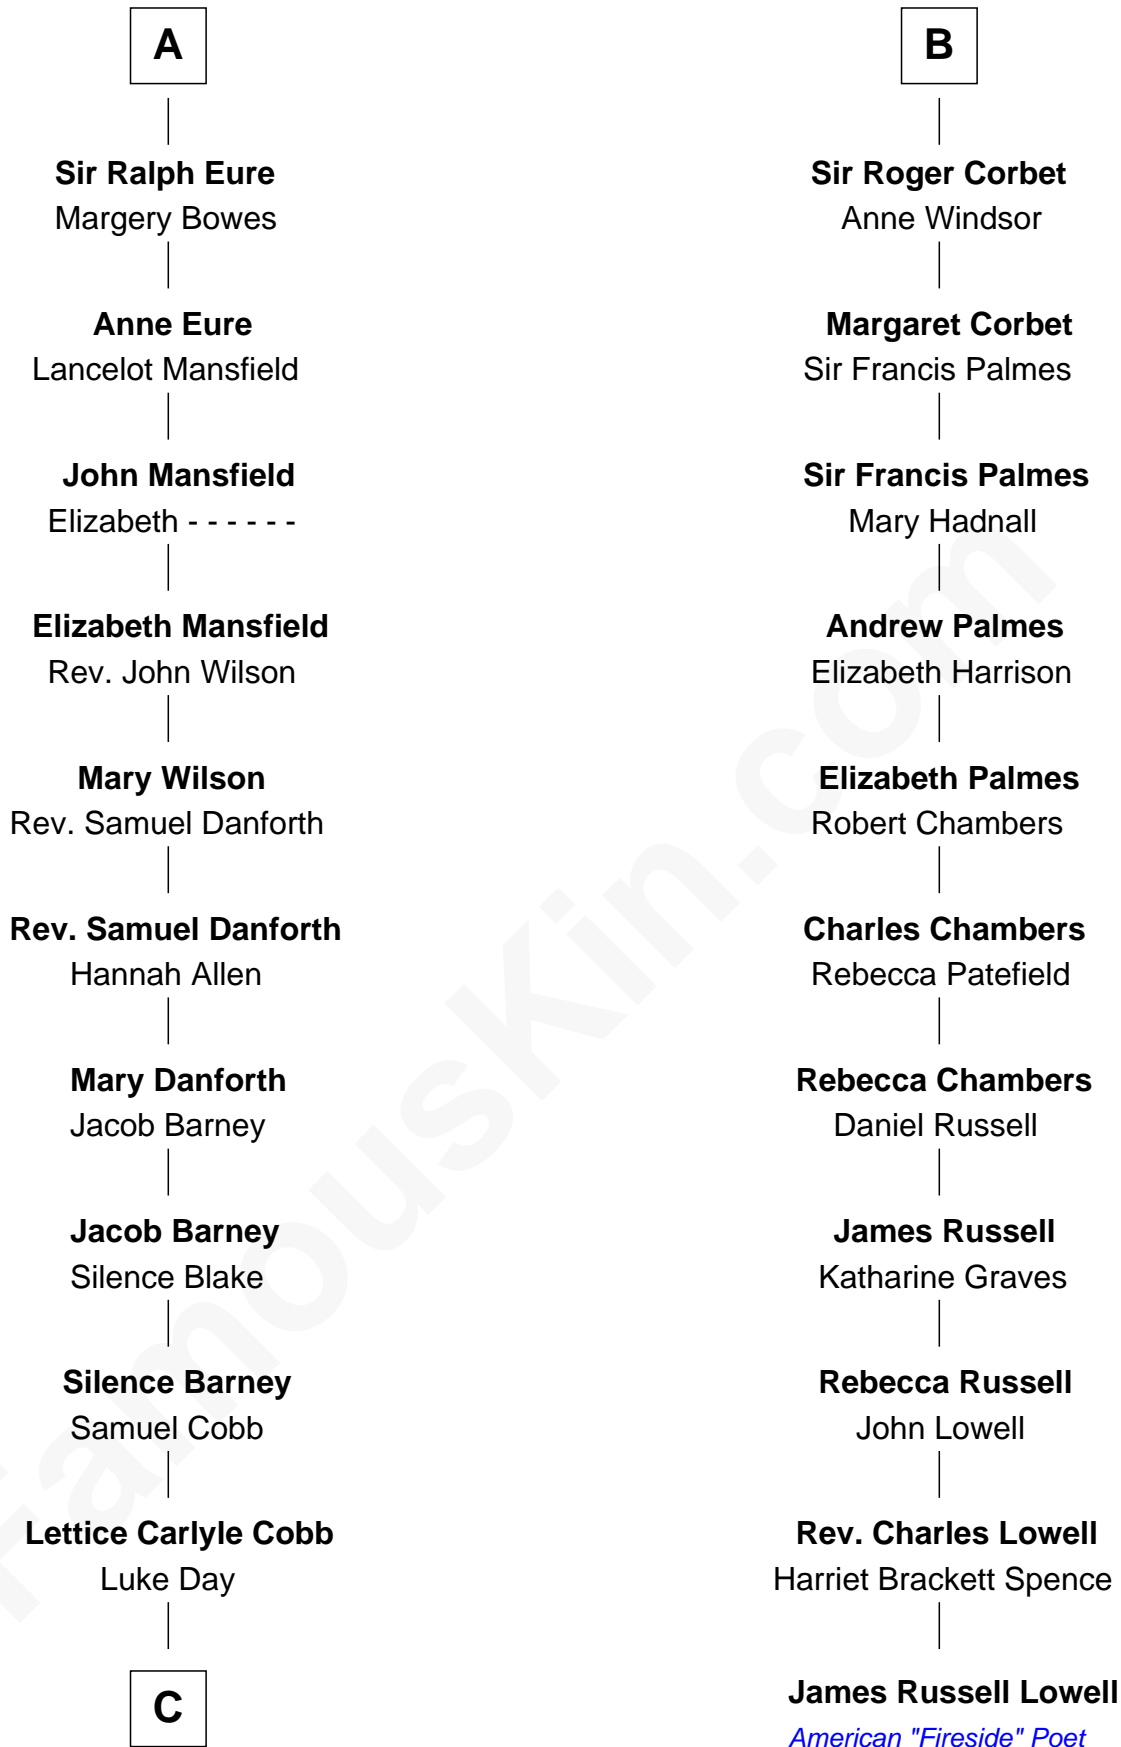 A
Sir Ralph Eure
Margery Bowes
Anne Eure
Lancelot Mansfield
John Mansfield
Elizabeth - - - - - -
Elizabeth Mansfield
Rev. John Wilson
Mary Wilson
Rev. Samuel Danforth
Rev. Samuel Danforth
Hannah Allen
Mary Danforth
Jacob Barney
Jacob Barney
Silence Blake
Silence Barney
Samuel Cobb
Lettice Carlyle Cobb
Luke Day
C
B
Sir Roger Corbet
Anne Windsor
Margaret Corbet
Sir Francis Palmes
Sir Francis Palmes
Mary Hadnall
Andrew Palmes
Elizabeth Harrison
Elizabeth Palmes
Robert Chambers
Charles Chambers
Rebecca Patefield
Rebecca Chambers
Daniel Russell
James Russell
Katharine Graves
Rebecca Russell
John Lowell
Rev. Charles Lowell
Harriet Brackett Spence
James Russell Lowell
American "Fireside" Poet
FamousKin.com